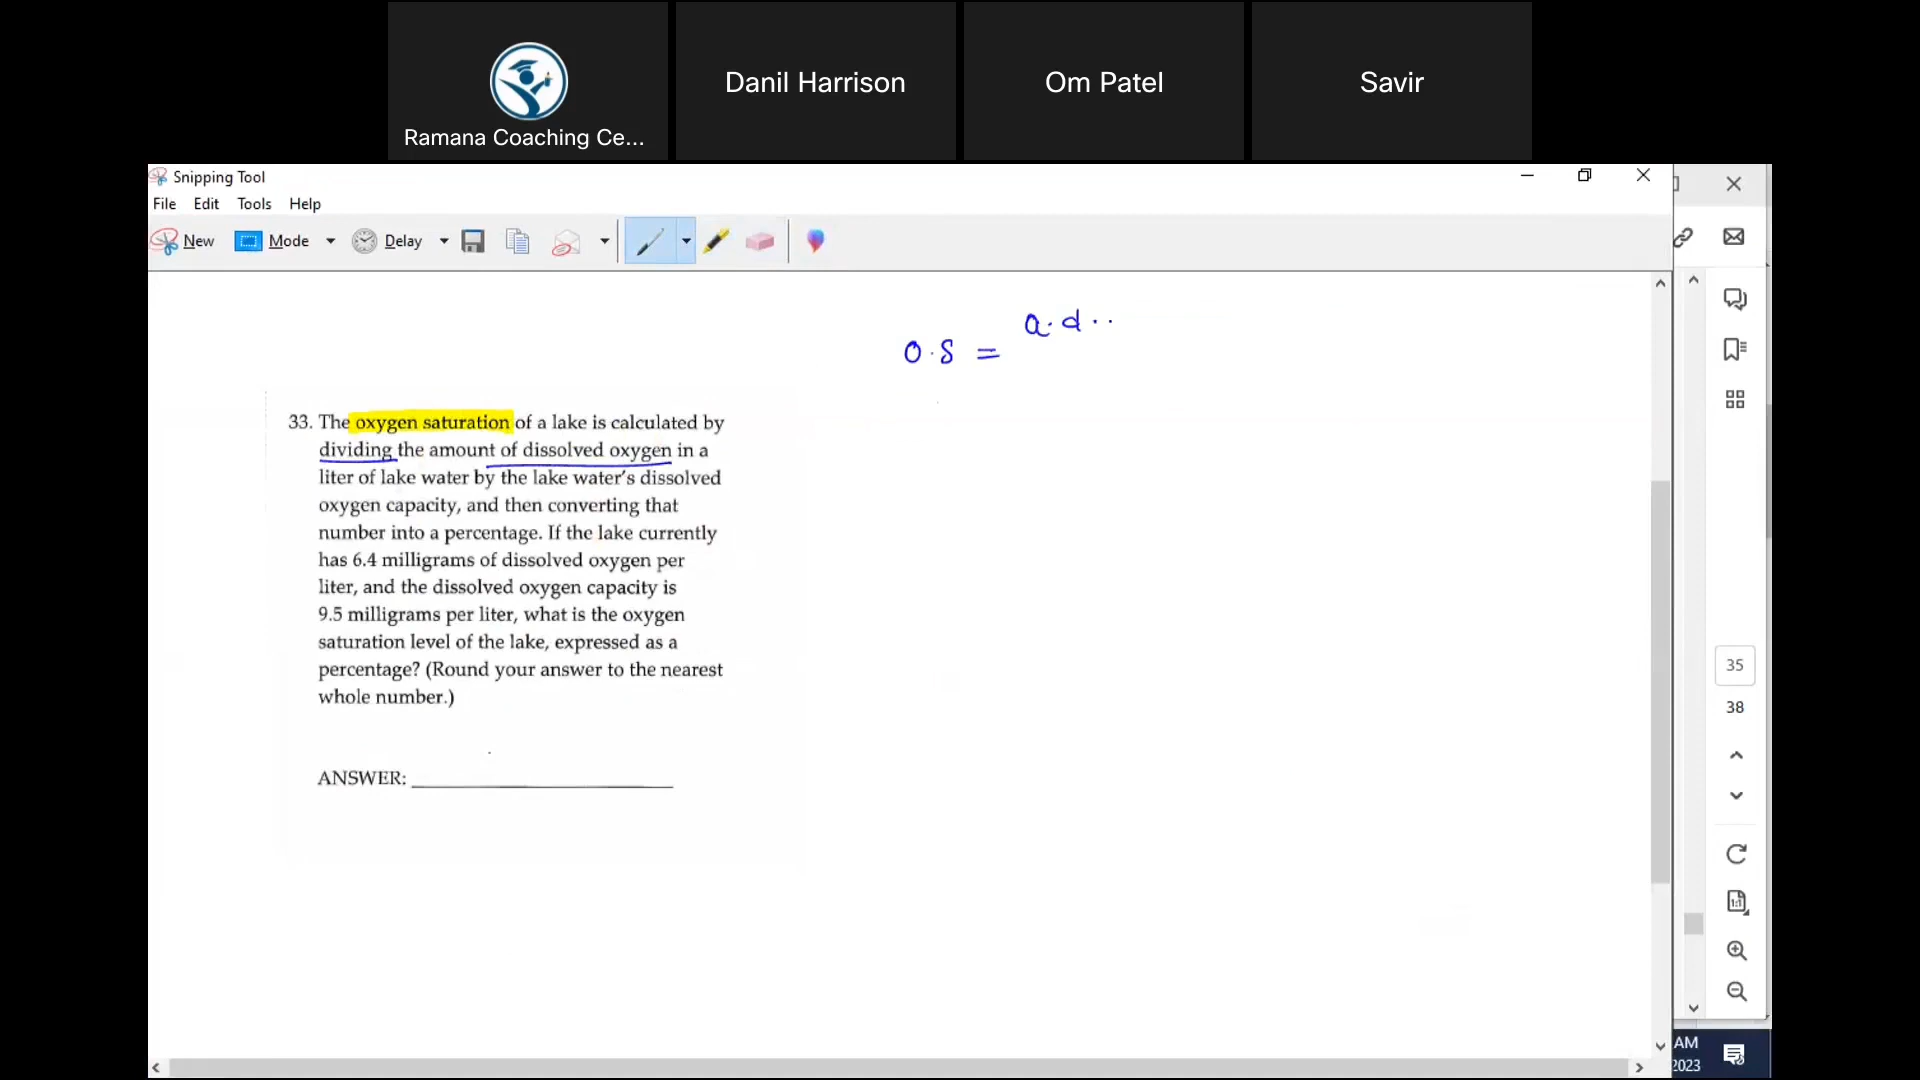 Ramana Coaching Ce...
Danil Harrison
Om Patel
Savir
Snipping Tool
File Edit Tools Help
New Mode Delay
a.d..
O.S =
33. The oxygen saturation of a lake is calculated by
dividing the amount of dissolved oxygen in a
liter of lake water by the lake water's dissolved
oxygen capacity, and then converting that
number into a percentage. If the lake currently
has 6.4 milligrams of dissolved oxygen per
liter, and the dissolved oxygen capacity is
9.5 milligrams per liter, what is the oxygen
saturation level of the lake, expressed as a
percentage? (Round your answer to the nearest
whole number.)
ANSWER:
35
38
1:1
AM
2023